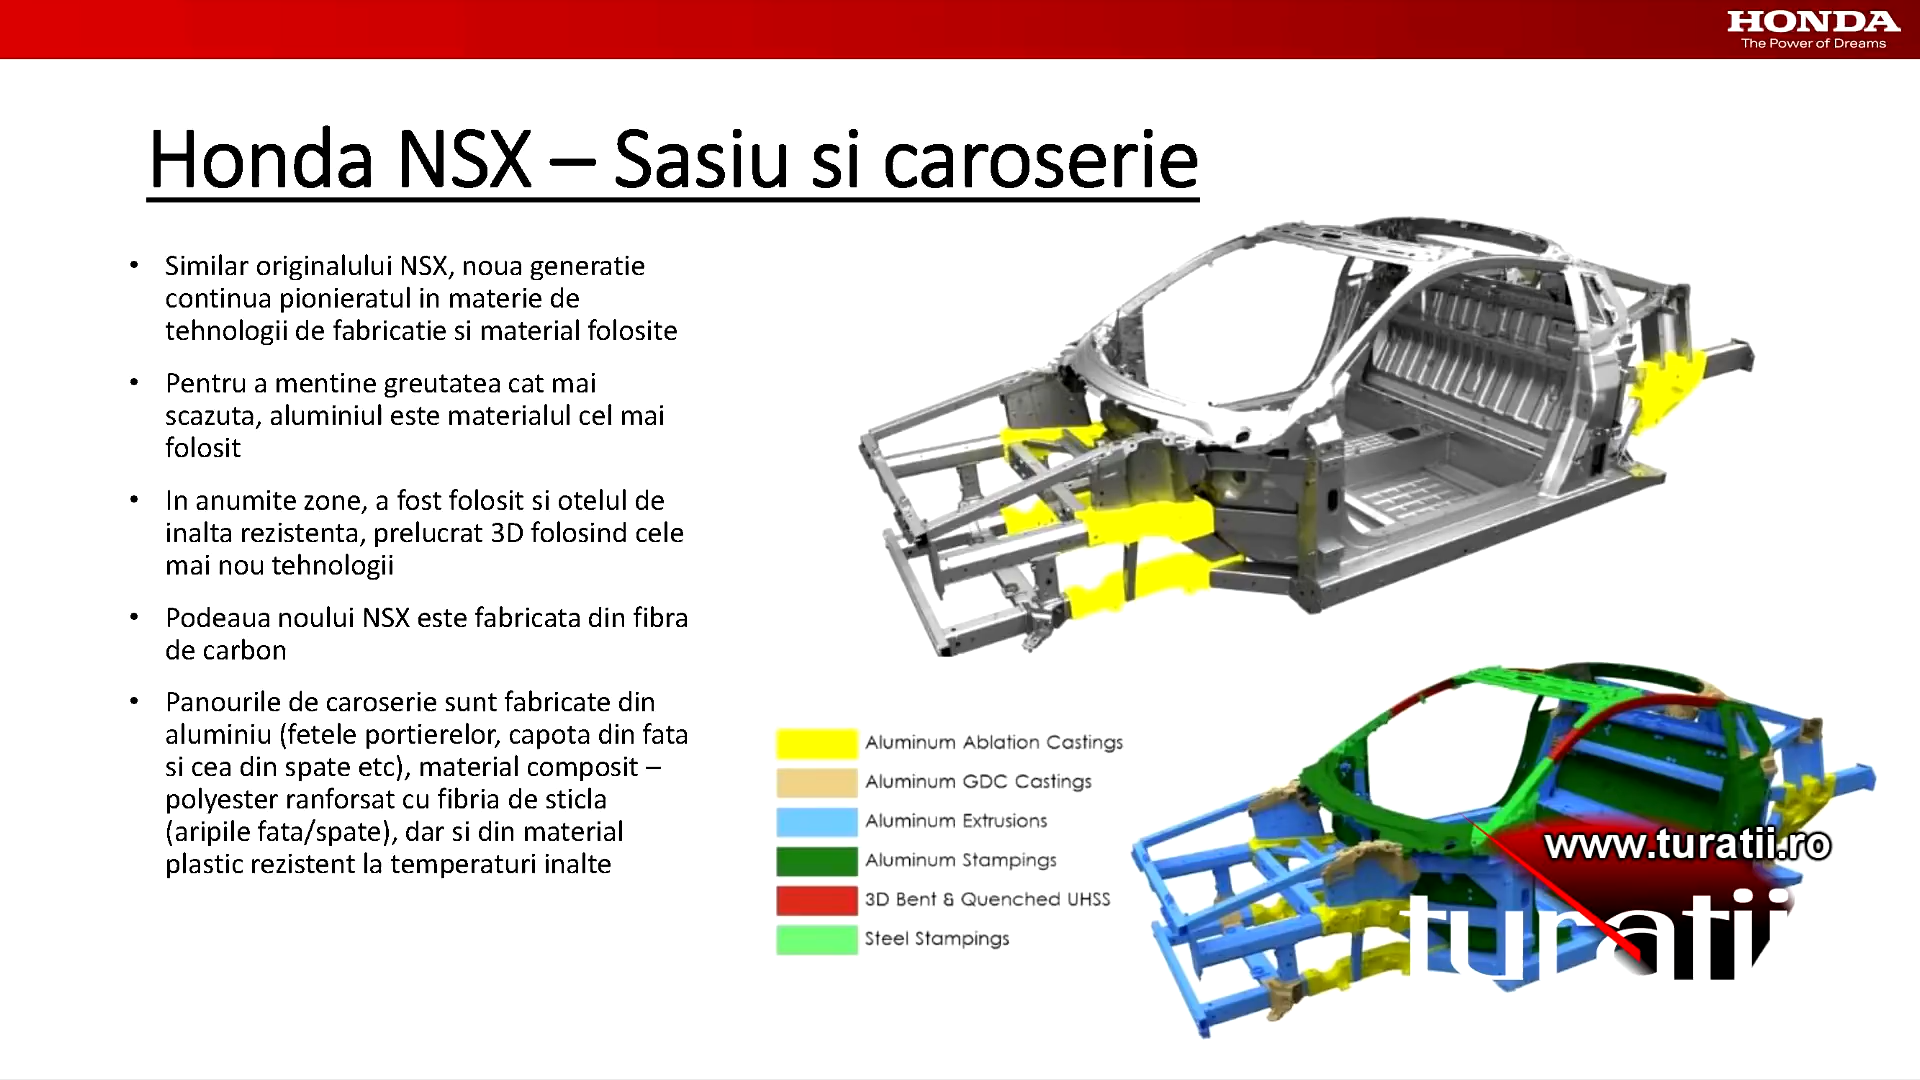 HONDA
The Power of Dreams
Honda NSX – Sasiu si caroserie
• Similar originalului NSX, noua generatie
continua pionieratul in materie de
tehnologii de fabricatie si material folosite
• Pentru a mentine greutatea cat mai
scazuta, aluminiul este materialul cel mai
folosit
• In anumite zone, a fost folosit si otelul de
inalta rezistenta, prelucrat 3D folosind cele
mai nou tehnologii
• Podeaua noului NSX este fabricata din fibra
de carbon
• Panourile de caroserie sunt fabricate din
aluminiu (fetele portierelor, capota din fata
si cea din spate etc), material composit –
polyester ranforsat cu fibria de sticla
(aripile fata/spate), dar si din material
plastic rezistent la temperaturi inalte
Aluminum Ablation Castings
Aluminum GDC Castings
Aluminum Extrusions
Aluminum Stampings
3D Bent & Quenched UHSS
Steel Stampings
www.turatii.ro
turatii